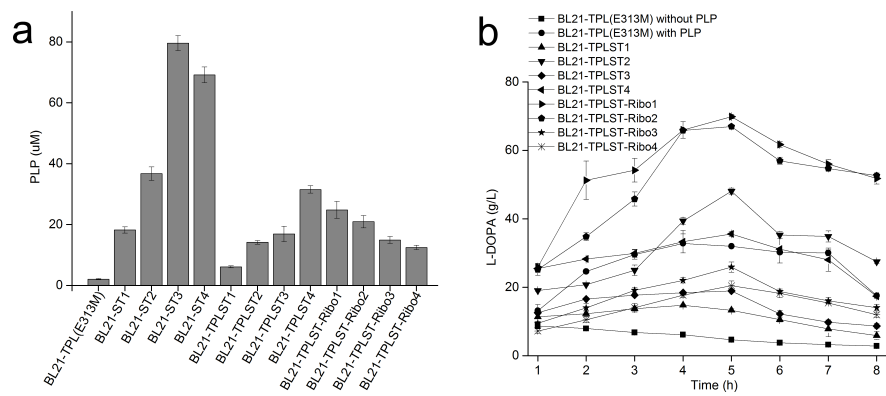 a
80
60
40
20
0
PLP (uM)
BL21-TPL(E313M)
BL21-ST1
BL21-ST2
BL21-ST3
BL21-ST4
BL21-TPLST1
BL21-TPLST2
BL21-TPLST3
BL21-TPLST4
BL21-TPLST-Ribo1
BL21-TPLST-Ribo2
BL21-TPLST-Ribo3
BL21-TPLST-Ribo4
b
BL21-TPL(E313M) without PLP
BL21-TPL(E313M) with PLP
BL21-TPLST1
BL21-TPLST2
BL21-TPLST3
BL21-TPLST4
BL21-TPLST-Ribo1
BL21-TPLST-Ribo2
BL21-TPLST-Ribo3
BL21-TPLST-Ribo4
80
60
40
20
0
L-DOPA (g/L)
1 2 3 4 5 6 7 8
Time (h)